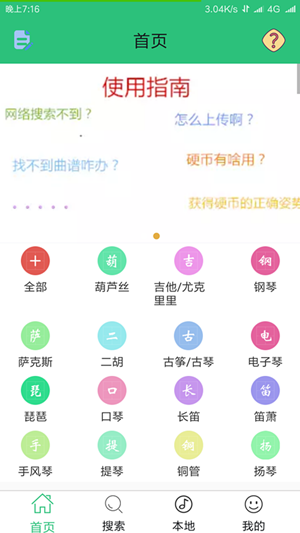 晚上7:16
3.04K/s
4G
首页
?
使用指南
网络搜索不到？
怎么上传啊？
找不到曲谱咋办？
硬币有啥用？
获得硬币的正确姿势
葫
吉
钢
全部
葫芦丝
吉他/尤克
里里
钢琴
萨
二
古
电
萨克斯
二胡
古筝/古琴
电子琴
琵
口
长
笛
琵琶
口琴
长笛
笛箫
手
提
铜
扬
手风琴
提琴
铜管
扬琴
首页
搜索
本地
我的